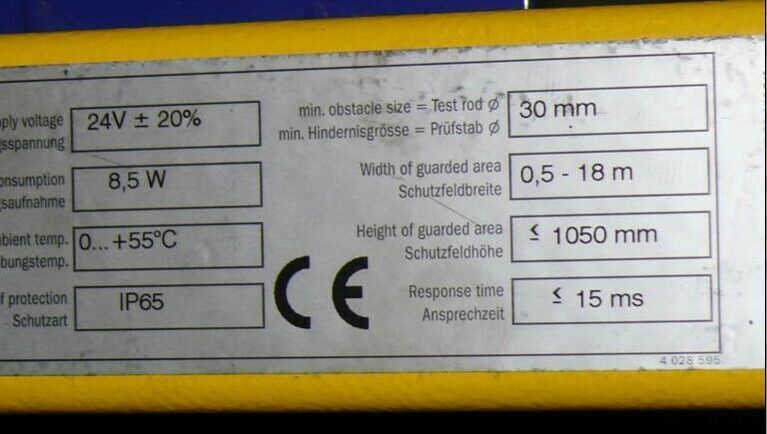 ply voltage 24V ± 20%
gsspannung
onsumption 8,5 W
gsaufnahme
bient temp. 0... +55°C
bungstemp.
f protection IP65
Schutzart
CE
min. obstacle size = Test rod Ø 30 mm
min. Hindernisgrösse = Prüfstab Ø
Width of guarded area 0,5 - 18 m
Schutzfeldbreite
Height of guarded area ≤ 1050 mm
Schutzfeldhöhe
Response time ≤ 15 ms
Ansprechzeit
4 028 595